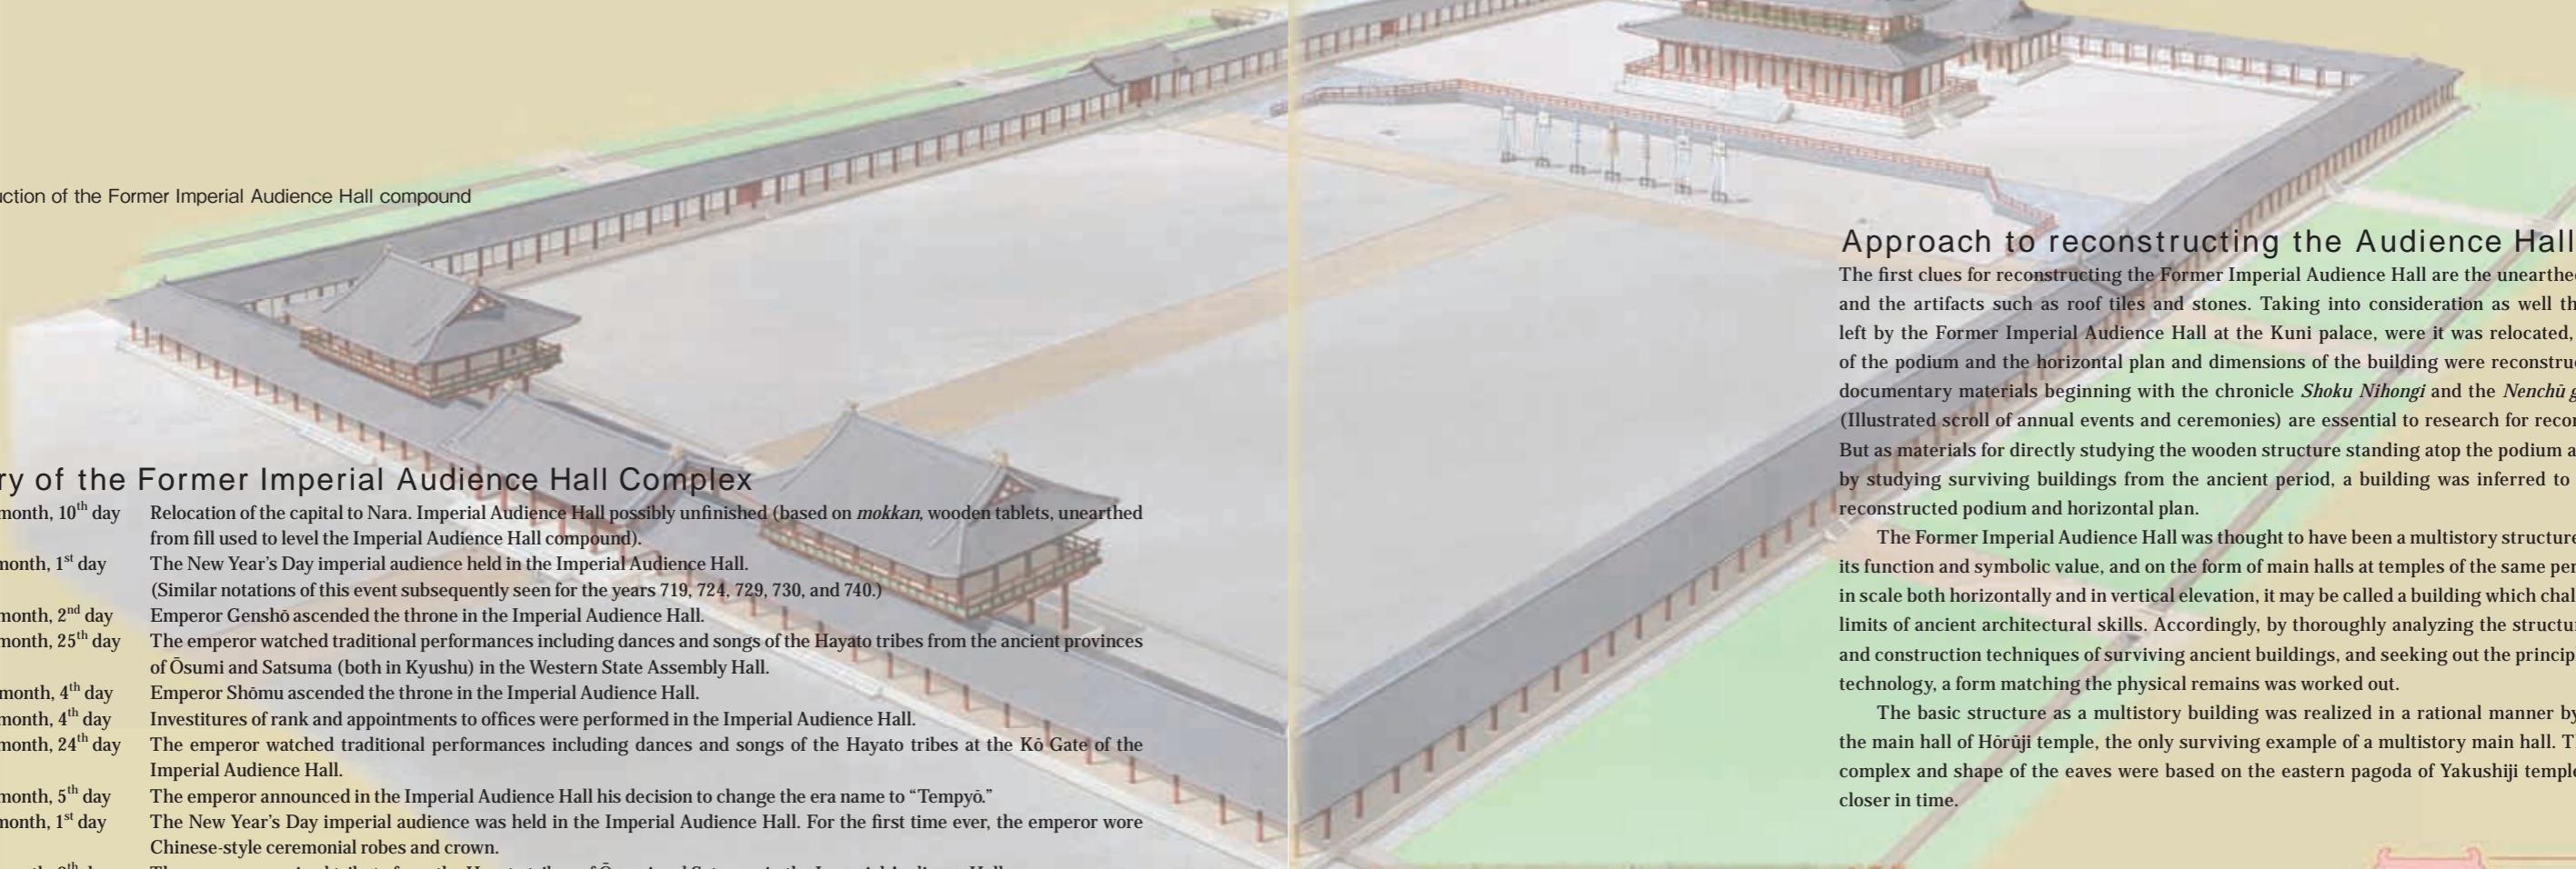 uction of the Former Imperial Audience Hall compound
ry of the Former Imperial Audience Hall Complex
month, 10th day Relocation of the capital to Nara. Imperial Audience Hall possibly unfinished (based on mokkan, wooden tablets, unearthed
from fill used to level the Imperial Audience Hall compound).
month, 1st day The New Year’s Day imperial audience held in the Imperial Audience Hall.
(Similar notations of this event subsequently seen for the years 719, 724, 729, 730, and 740.)
month, 2nd day Emperor Genshō ascended the throne in the Imperial Audience Hall.
month, 25th day The emperor watched traditional performances including dances and songs of the Hayato tribes from the ancient provinces
of Ōsumi and Satsuma (both in Kyushu) in the Western State Assembly Hall.
month, 4th day Emperor Shōmu ascended the throne in the Imperial Audience Hall.
month, 4th day Investitures of rank and appointments to offices were performed in the Imperial Audience Hall.
month, 24th day The emperor watched traditional performances including dances and songs of the Hayato tribes at the Kō Gate of the
Imperial Audience Hall.
month, 5th day The emperor announced in the Imperial Audience Hall his decision to change the era name to “Tempyō.”
month, 1st day The New Year’s Day imperial audience was held in the Imperial Audience Hall. For the first time ever, the emperor wore
Chinese-style ceremonial robes and crown.
Approach to reconstructing the Audience Hall
The first clues for reconstructing the Former Imperial Audience Hall are the unearthe
and the artifacts such as roof tiles and stones. Taking into consideration as well th
left by the Former Imperial Audience Hall at the Kuni palace, were it was relocated,
of the podium and the horizontal plan and dimensions of the building were reconstru
documentary materials beginning with the chronicle Shoku Nihongi and the Nenchū g
(Illustrated scroll of annual events and ceremonies) are essential to research for recon
But as materials for directly studying the wooden structure standing atop the podium a
by studying surviving buildings from the ancient period, a building was inferred to
reconstructed podium and horizontal plan.
The Former Imperial Audience Hall was thought to have been a multistory structure
its function and symbolic value, and on the form of main halls at temples of the same per
in scale both horizontally and in vertical elevation, it may be called a building which chal
limits of ancient architectural skills. Accordingly, by thoroughly analyzing the structur
and construction techniques of surviving ancient buildings, and seeking out the principl
technology, a form matching the physical remains was worked out.
The basic structure as a multistory building was realized in a rational manner by
the main hall of Hōrūji temple, the only surviving example of a multistory main hall. T
complex and shape of the eaves were based on the eastern pagoda of Yakushiji temple
closer in time.